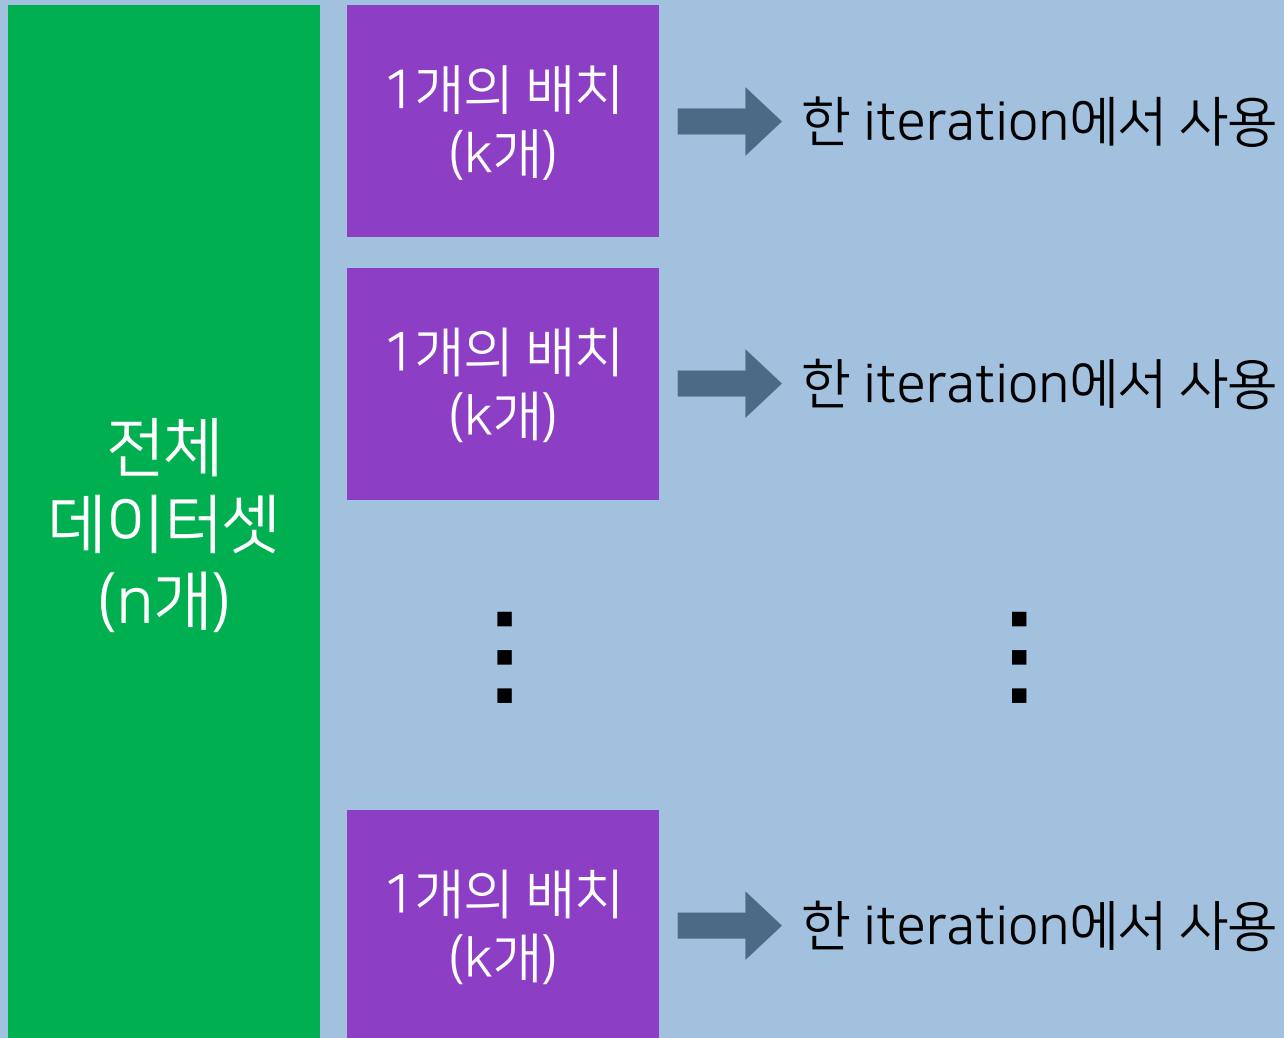 전체
데이터셋
(n개)
1개의 배치
(k개)
한 iteration에서 사용
1개의 배치
(k개)
한 iteration에서 사용
1개의 배치
(k개)
한 iteration에서 사용